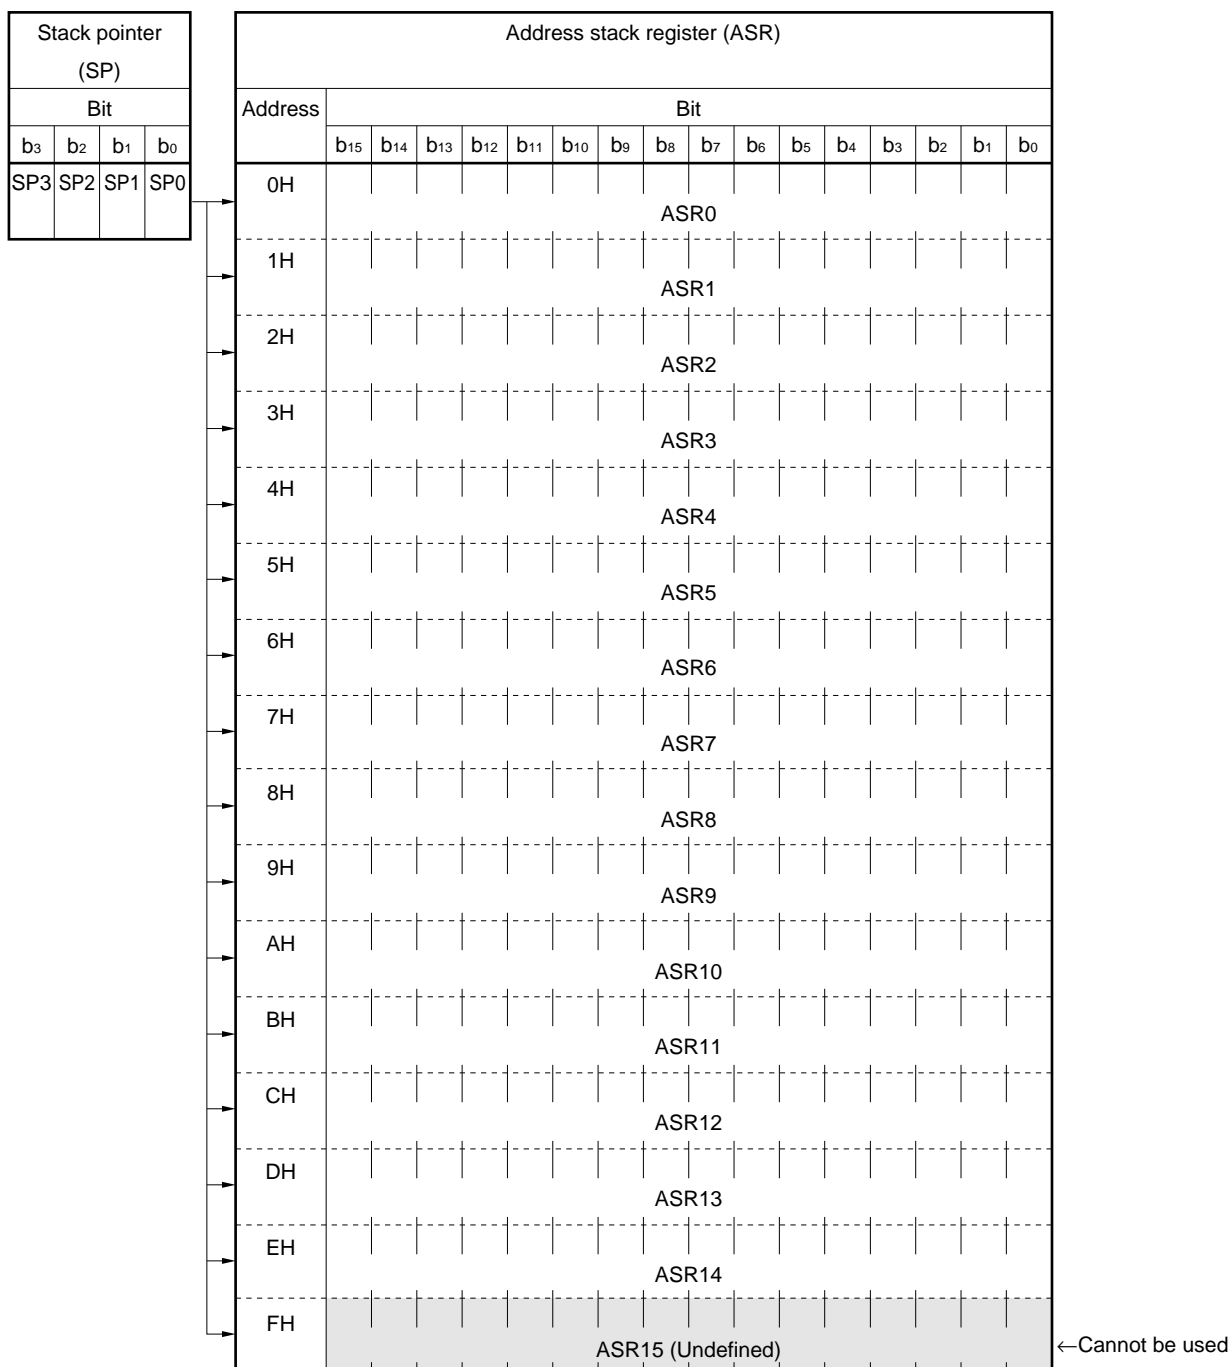 Stack pointer
(SP)
Bit
b3 b2 b1 b0
SP3 SP2 SP1 SP0
Address stack register (ASR)
Address Bit
b15 b14 b13 b12 b11 b10 b9 b8 b7 b6 b5 b4 b3 b2 b1 b0
0H
ASR0
1H
ASR1
2H
ASR2
3H
ASR3
4H
ASR4
5H
ASR5
6H
ASR6
7H
ASR7
8H
ASR8
9H
ASR9
AH
ASR10
BH
ASR11
CH
ASR12
DH
ASR13
EH
ASR14
FH
ASR15 (Undefined)
←Cannot be used